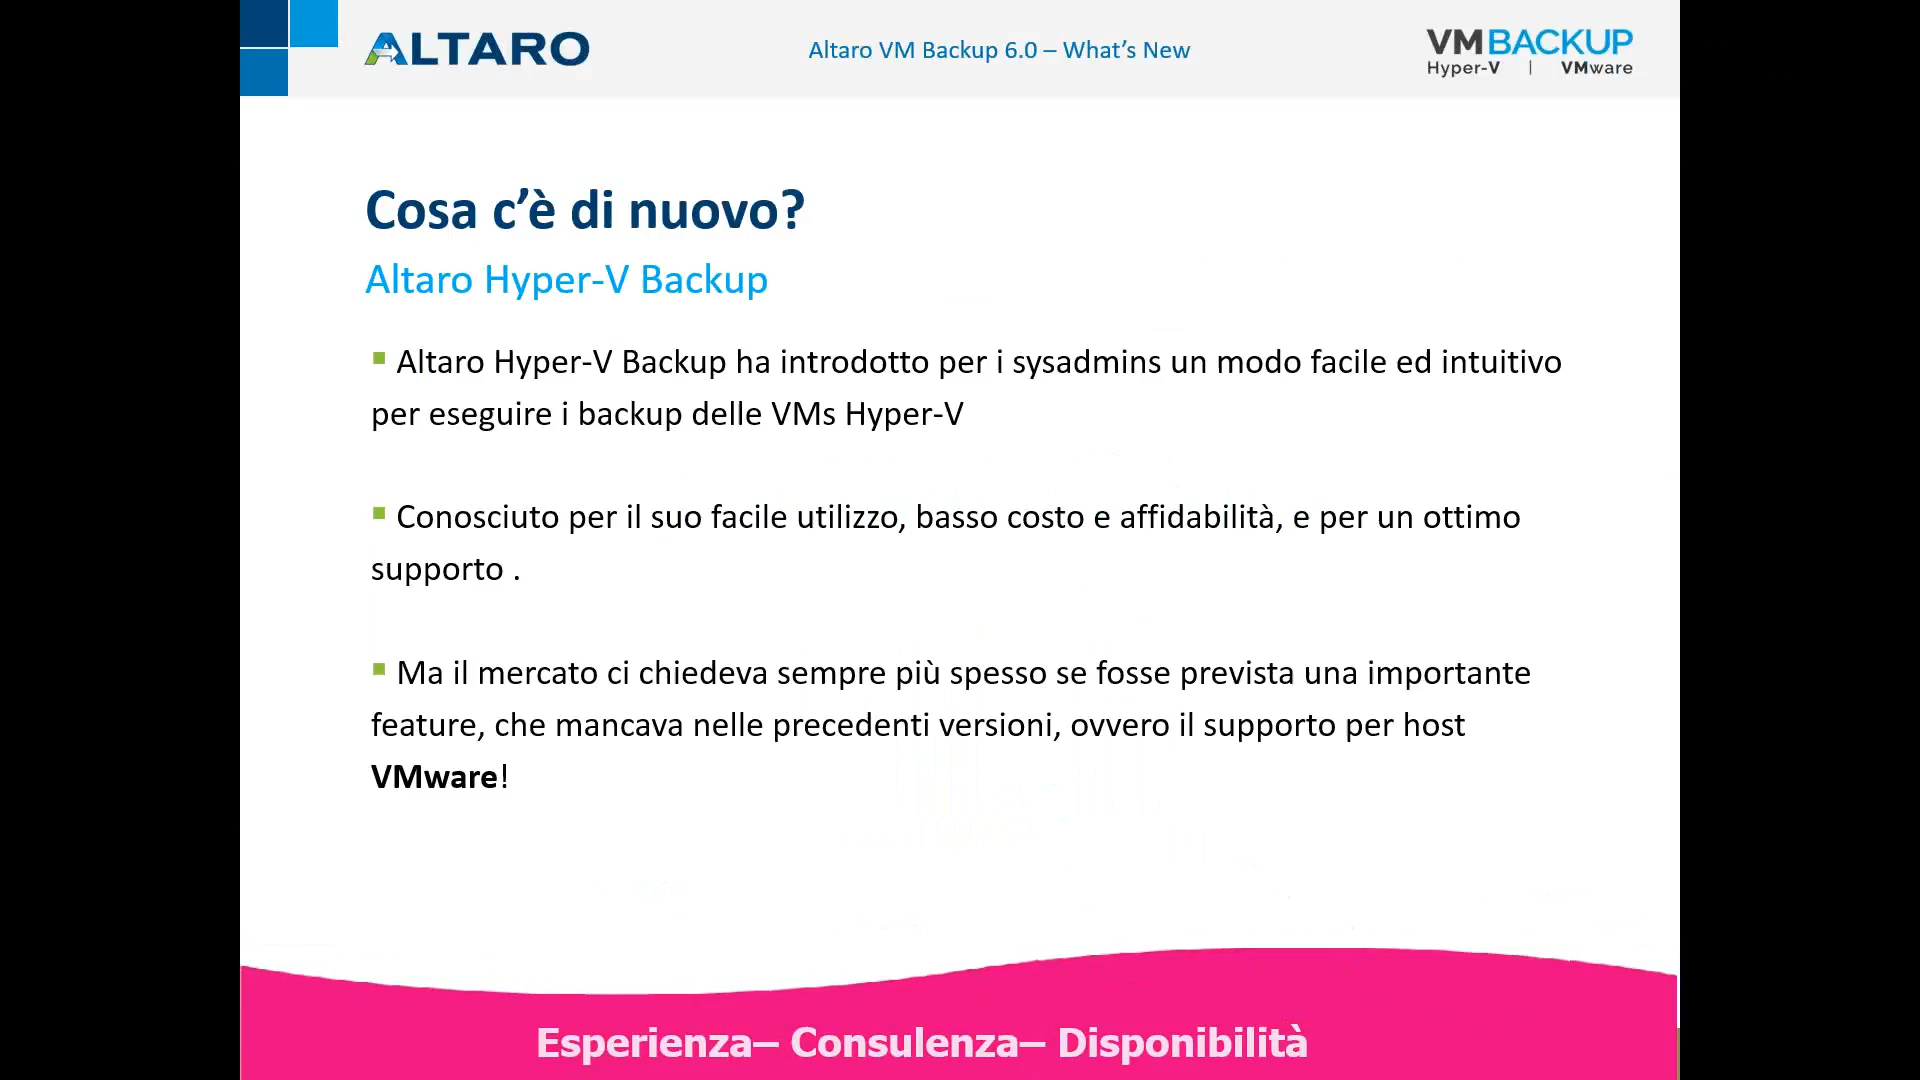 ALTARO
Altaro VM Backup 6.0 – What’s New
VMBACKUP
Hyper-V | VMware
Cosa c’è di nuovo?
Altaro Hyper-V Backup
Altaro Hyper-V Backup ha introdotto per i sysadmins un modo facile ed intuitivo
per eseguire i backup delle VMs Hyper-V
Conosciuto per il suo facile utilizzo, basso costo e affidabilità, e per un ottimo
supporto .
Ma il mercato ci chiedeva sempre più spesso se fosse prevista una importante
feature, che mancava nelle precedenti versioni, ovvero il supporto per host
VMware!
Esperienza– Consulenza– Disponibilità